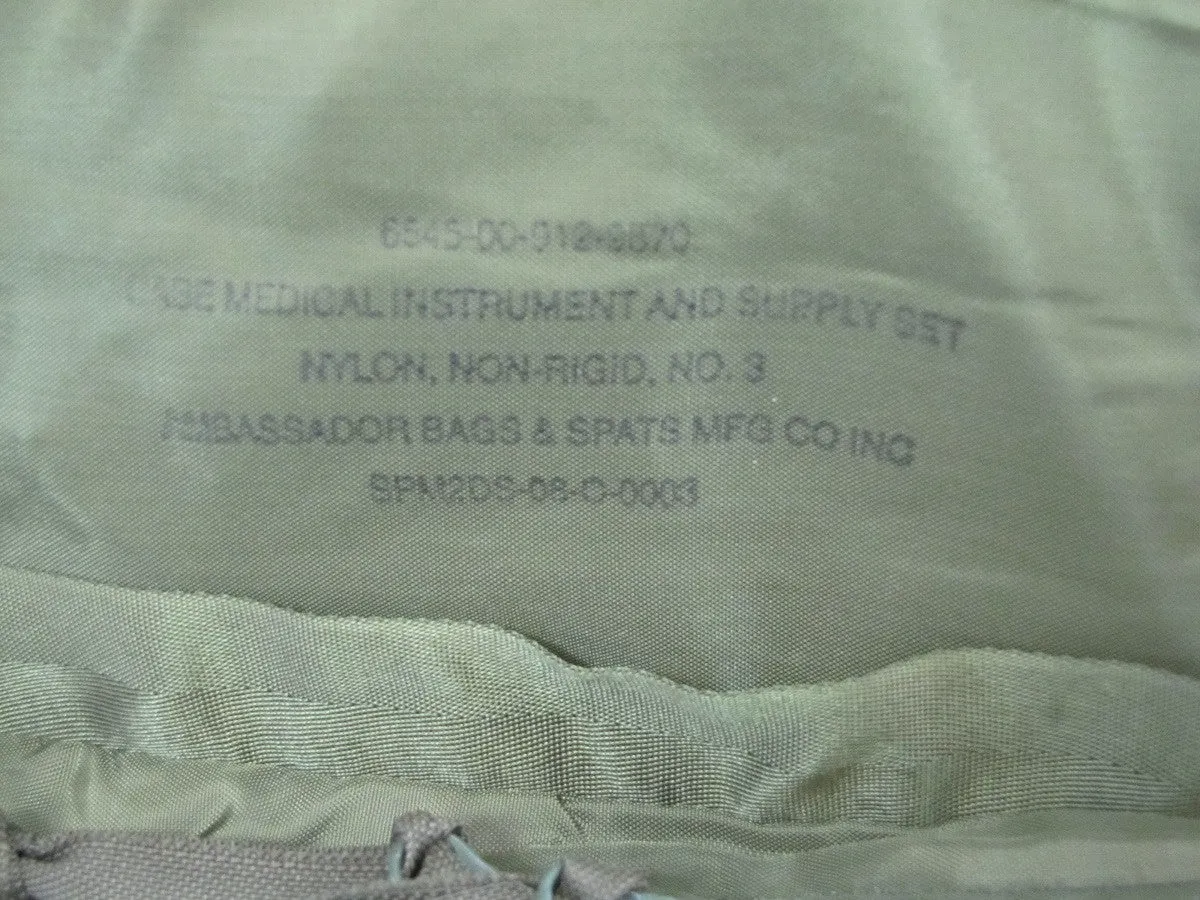 6545-00-912-9870
CASE MEDICAL INSTRUMENT AND SUPPLY SET
NYLON, NON-RIGID, NO. 3
AMBASSADOR BAGS & SPATS MFG CO INC
SPM2DS-08-C-0003